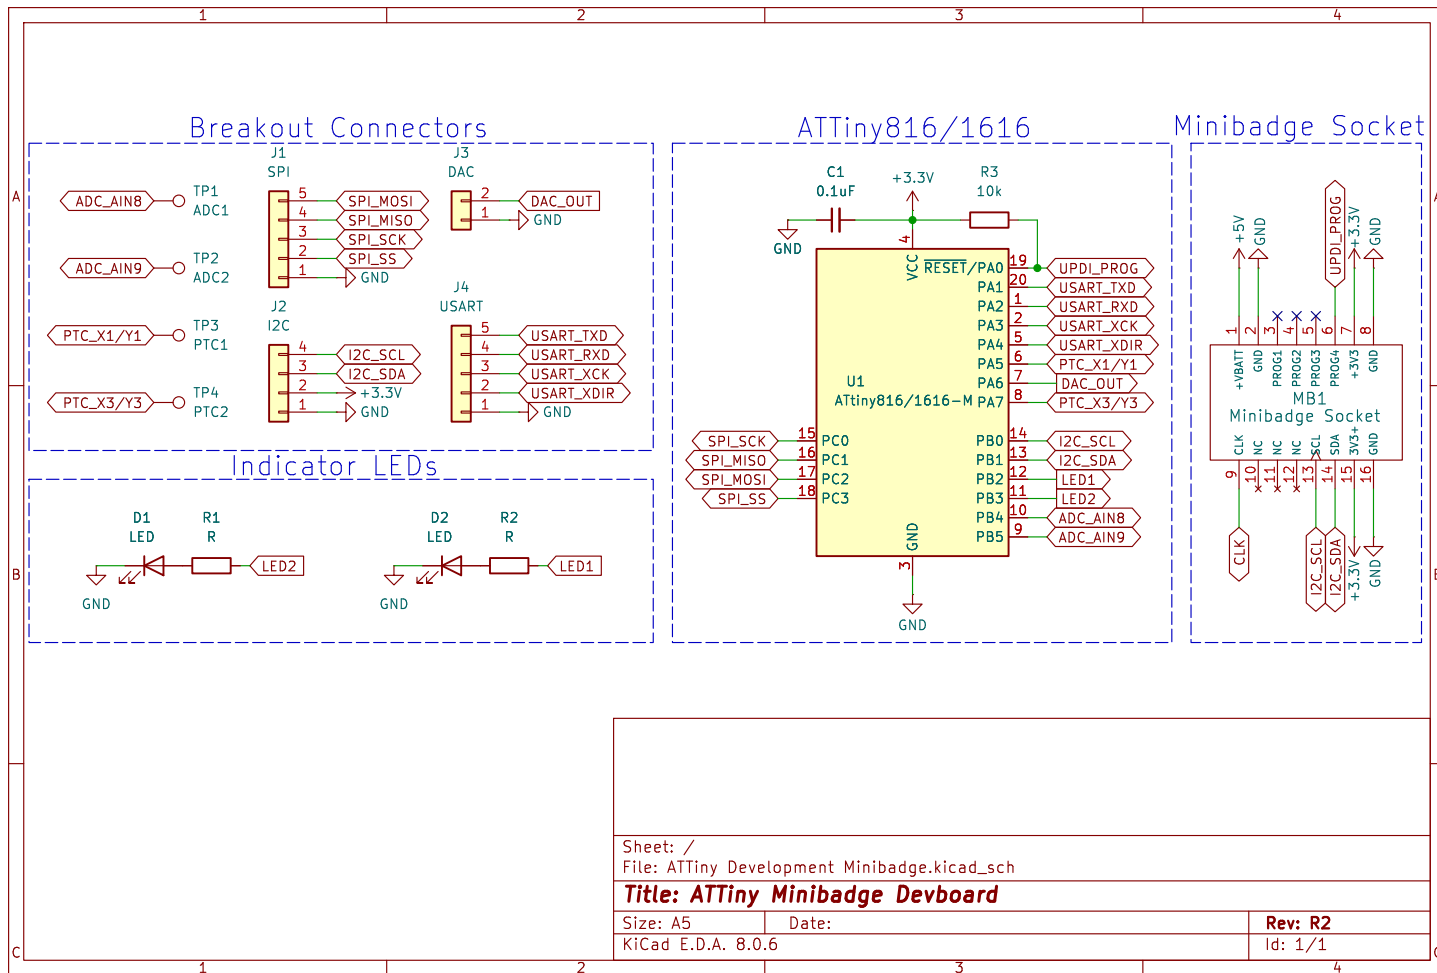 1 2 3 4
Breakout Connectors
J1
SPI
J3
DAC
ADC_AIN8
TP1
ADC1
5 SPI_MOSI
4 SPI_MISO
3 SPI_SCK
2 SPI_SS
1 GND
2 DAC_OUT
1 GND
ADC_AIN9
TP2
ADC2
J2
I2C
J4
USART
PTC_X1/Y1
TP3
PTC1
4 I2C_SCL
3 I2C_SDA
2 +3.3V
1 GND
5 USART_TXD
4 USART_RXD
3 USART_XCK
2 USART_XDIR
1 GND
PTC_X3/Y3
TP4
PTC2
Indicator LEDs
D1
LED
R1
R
LED2
GND
D2
LED
R2
R
LED1
GND
ATTiny816/1616
C1
0.1uF
+3.3V
R3
10k
GND
4
VCC
RESET/PA0 19 UPDI_PROG
PA1 20 USART_TXD
PA2 1 USART_RXD
PA3 2 USART_XCK
PA4 5 USART_XDIR
PA5 6 PTC_X1/Y1
PA6 7 DAC_OUT
PA7 8 PTC_X3/Y3
U1
ATtiny816/1616-M
SPI_SCK 15 PC0
SPI_MISO 16 PC1
SPI_MOSI 17 PC2
SPI_SS 18 PC3
PB0 14 I2C_SCL
PB1 13 I2C_SDA
PB2 12 LED1
PB3 11 LED2
PB4 10 ADC_AIN8
PB5 9 ADC_AIN9
GND
3
GND
Minibadge Socket
+5V
GND
UPDI_PROG
+3.3V
GND
1 2 3 4 5 6 7 8
+VBATT GND PROG1 PROG2 PROG3 PROG4 +3V3 GND
MB1
Minibadge Socket
CLK NC NC NC SCL SDA 3V3+ GND
9 10 11 12 13 14 15 16
CLK
I2C_SCL
I2C_SDA
+3.3V
GND
A
B
C
Sheet: /
File: ATTiny Development Minibadge.kicad_sch
Title: ATTiny Minibadge Devboard
Size: A5 Date: Rev: R2
KiCad E.D.A. 8.0.6 Id: 1/1
1 2 3 4